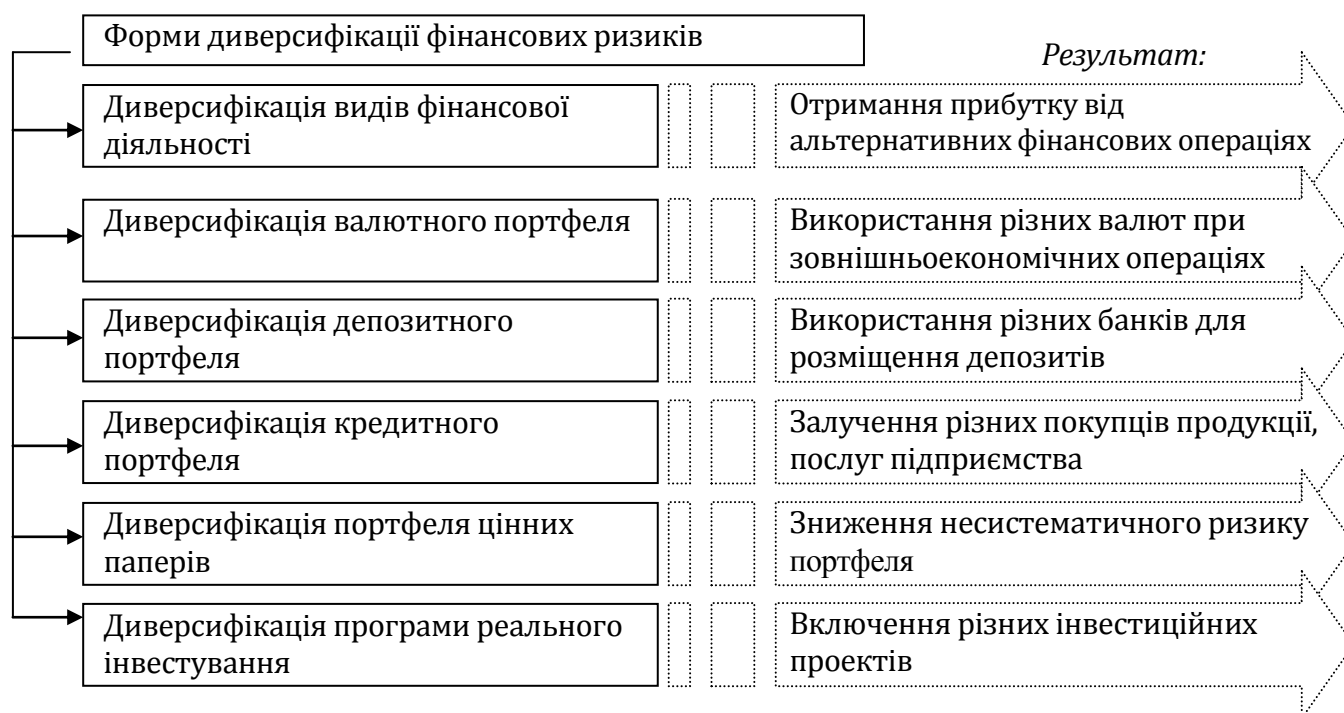 Форми диверсифікації фінансових ризиків
Результат:
Диверсифікація видів фінансової
діяльності
Отримання прибутку від
альтернативних фінансових операціях
Диверсифікація валютного портфеля
Використання різних валют при
зовнішньоекономічних операціях
Диверсифікація депозитного
портфеля
Використання різних банків для
розміщення депозитів
Диверсифікація кредитного
портфеля
Залучення різних покупців продукції,
послуг підприємства
Диверсифікація портфеля цінних
паперів
Зниження несистематичного ризику
портфеля
Диверсифікація програми реального
інвестування
Включення різних інвестиційних
проектів